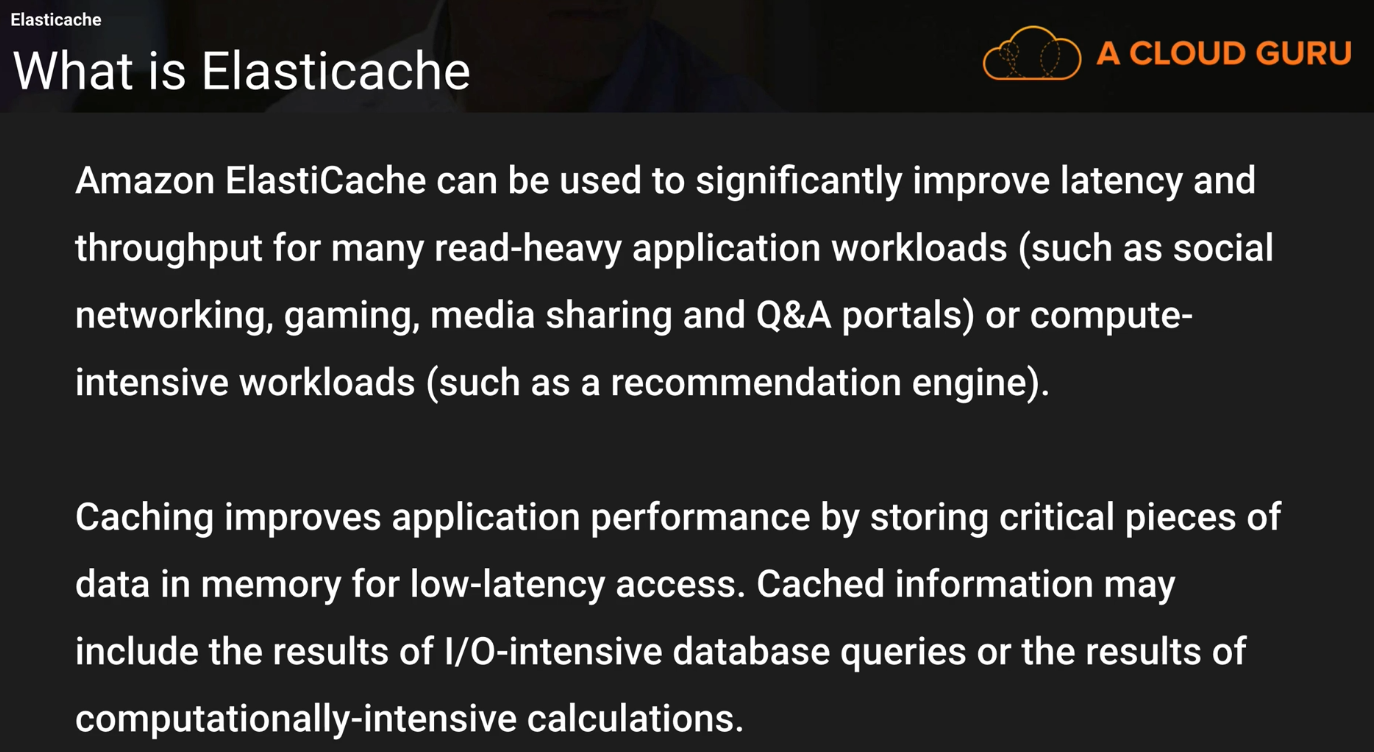 Elasticache
What is Elasticache
A CLOUD GURU
Amazon ElastiCache can be used to significantly improve latency and
throughput for many read-heavy application workloads (such as social
networking, gaming, media sharing and Q&A portals) or compute-
intensive workloads (such as a recommendation engine).
Caching improves application performance by storing critical pieces of
data in memory for low-latency access. Cached information may
include the results of I/O-intensive database queries or the results of
computationally-intensive calculations.